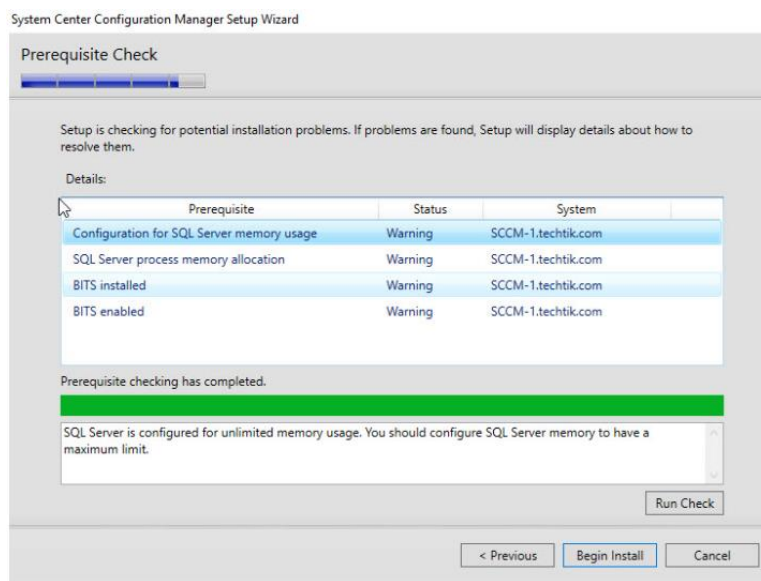 System Center Configuration Manager Setup Wizard
Prerequisite Check
Setup is checking for potential installation problems. If problems are found, Setup will display details about how to
resolve them.
Details:
Prerequisite Status System
Configuration for SQL Server memory usage Warning SCCM-1.techtik.com
SQL Server process memory allocation Warning SCCM-1.techtik.com
BITS installed Warning SCCM-1.techtik.com
BITS enabled Warning SCCM-1.techtik.com
Prerequisite checking has completed.
SQL Server is configured for unlimited memory usage. You should configure SQL Server memory to have a
maximum limit.
Run Check
< Previous Begin Install Cancel